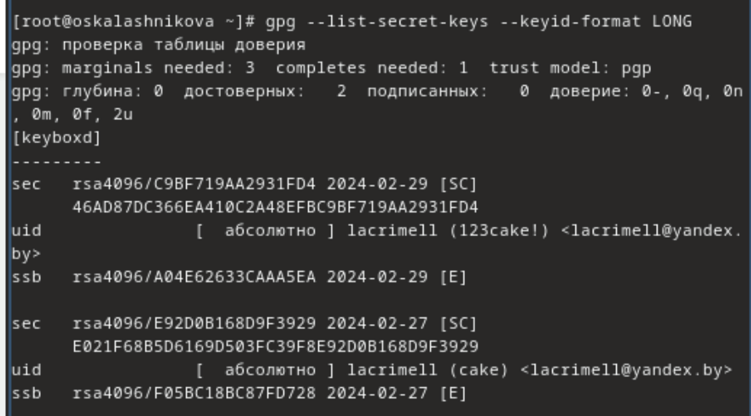 [root@oskalashnikova ~]# gpg --list-secret-keys --keyid-format LONG
gpg: проверка таблицы доверия
gpg: marginals needed: 3  completes needed: 1  trust model: pgp
gpg: глубина: 0  достоверных:   2  подписанных:   0  доверие: 0-, 0q, 0n
, 0m, 0f, 2u
[keyboxd]
---------
sec   rsa4096/C9BF719AA2931FD4 2024-02-29 [SC]
      46AD87DC366EA410C2A48EFBC9BF719AA2931FD4
uid               [  абсолютно ] lacrimell (123cake!) <lacrimell@yandex.
by>
ssb   rsa4096/A04E62633CAAA5EA 2024-02-29 [E]

sec   rsa4096/E92D0B168D9F3929 2024-02-27 [SC]
      E021F68B5D6169D503FC39F8E92D0B168D9F3929
uid               [  абсолютно ] lacrimell (cake) <lacrimell@yandex.by>
ssb   rsa4096/F05BC18BC87FD728 2024-02-27 [E]